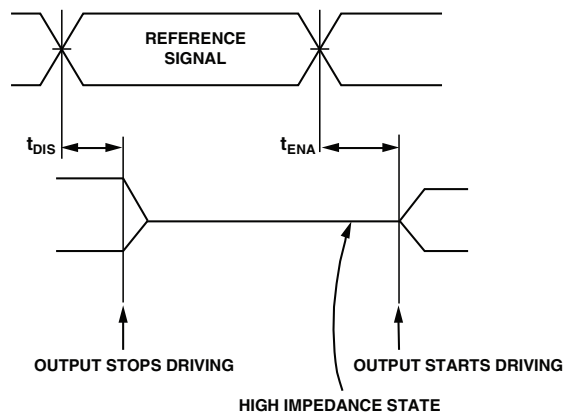 REFERENCE
SIGNAL
tDIS
tENA
OUTPUT STOPS DRIVING
OUTPUT STARTS DRIVING
HIGH IMPEDANCE STATE